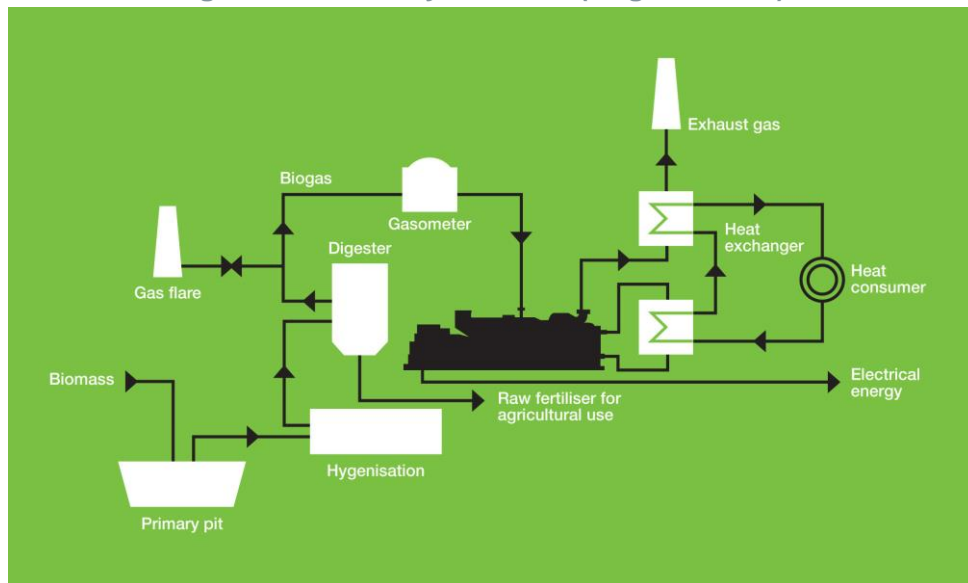 Exhaust gas
Biogas
Gasometer
Heat
exchanger
Digester
Gas flare
Heat
consumer
Biomass
Raw fertiliser for
agricultural use
Electrical
energy
Hygenisation
Primary pit